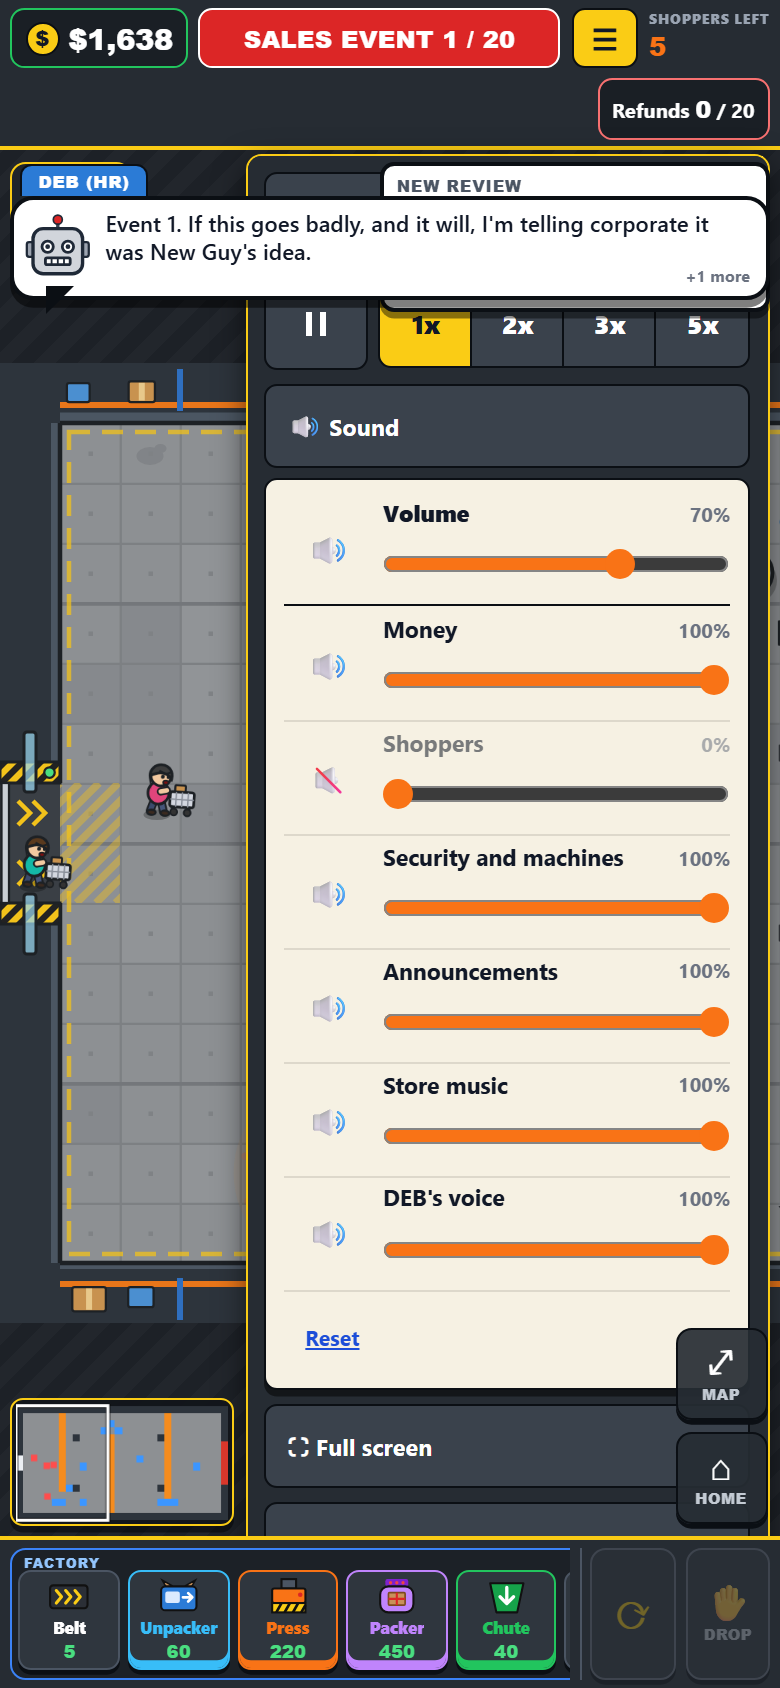 $1,638
SALES EVENT 1 / 20
SHOPPERS LEFT
5
Refunds 0 / 20
DEB (HR)
NEW REVIEW
Event 1. If this goes badly, and it will, I'm telling corporate it
was New Guy's idea.
+1 more
1x 2x 3x 5x
Sound
Volume 70%
Money 100%
Shoppers 0%
Security and machines 100%
Announcements 100%
Store music 100%
DEB's voice 100%
Reset
MAP
Full screen
HOME
FACTORY
Belt
5
Unpacker
60
Press
220
Packer
450
Chute
40
DROP